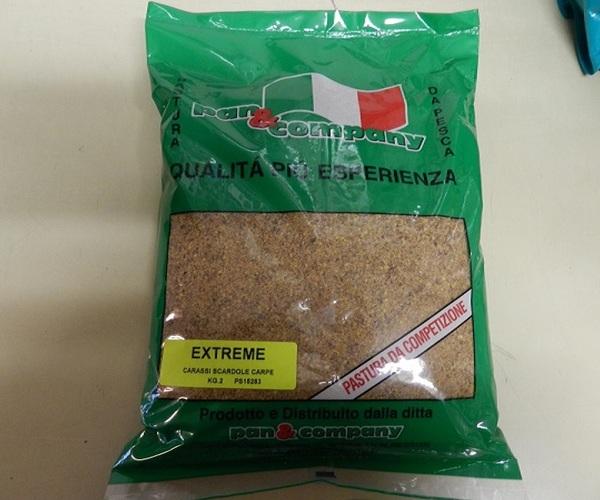 PASTURA
DA PESCA
pan&company
QUALITÁ PIÙ ESPERIENZA
PASTURA DA COMPETIZIONE
EXTREME
CARASSI SCARDOLE CARPE
KG.2 PS15283
Prodotto e Distribuito dalla ditta
pan&company